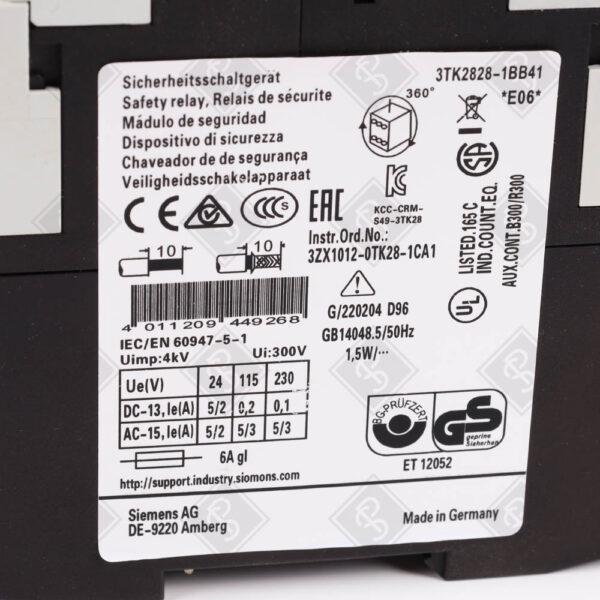 Sicherheitsschaltgerät
Safety relay, Relais de sécurite
Módulo de seguridad
Dispositivo di sicurezza
Chaveador de de segurança
Veiligheidsschakelapparaat
3TK2828-1BB41
*E06*
360°
KCC-CRM-
S49-3TK28
CE
CCC S
EAC
Instr.Ord.No.:
3ZX1012-0TK28-1CA1
LISTED 165 C
IND.CONT.EQ.
AUX.CONT.B300/R300
UL
10
10
4 011209 449268
G/220204 D96
GB14048.5/50Hz
1,5W/···
IEC/EN 60947-5-1
Uimp:4kV Ui:300V
Ue(V) 24 115 230
DC-13,Ie(A) 5/2 0,2 0,1
AC-15,Ie(A) 5/2 5/3 5/3
6A gl
http://support.industry.siomons.com/
BG-PRÜFZERT
GS
geprüfte
Sicherheit
ET 12052
Siemens AG
DE-9220 Amberg
Made in Germany